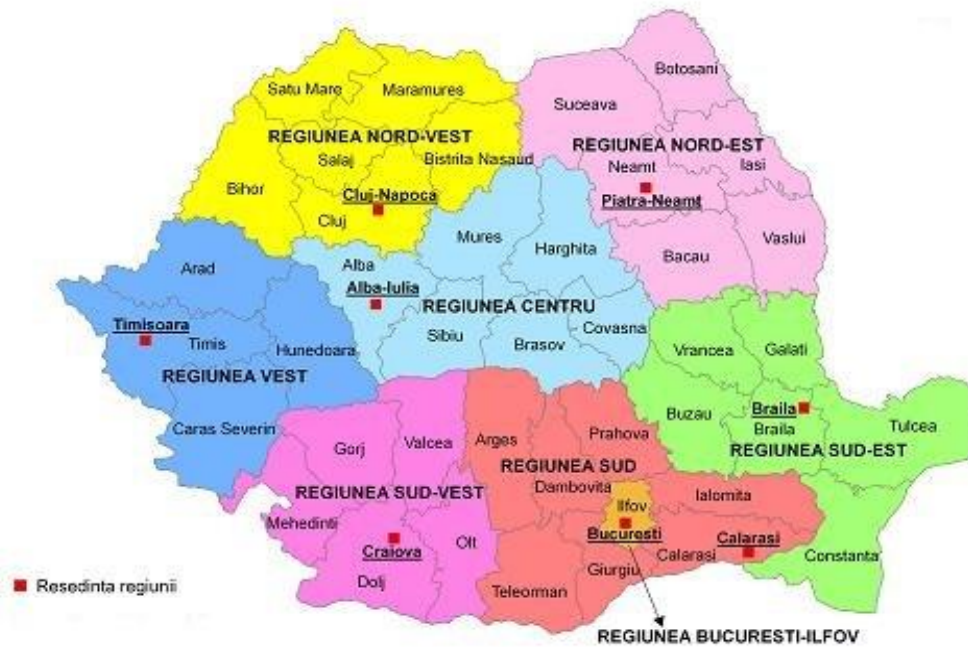 Botosani
Satu Mare
Maramures
Suceava
REGIUNEA NORD-VEST
REGIUNEA NORD-EST
Salaj
Bistrita Nasaud
Neamt
Iasi
Bihor
Cluj-Napoca
Piatra-Neamt
Cluj
Mures
Harghita
Vaslui
Bacau
Arad
Alba
Alba-Iulia
REGIUNEA CENTRU
Timisoara
Timis
Hunedoara
Sibiu
Brasov
Covasna
Vrancea
Galati
REGIUNEA VEST
Buzau
Braila
Braila
Tulcea
Caras Severin
Gorj
Valcea
Arges
Prahova
REGIUNEA SUD-EST
REGIUNEA SUD
REGIUNEA SUD-VEST
Dambovita
Ialomita
Ilfov
Mehedinti
Bucuresti
Calarasi
Craiova
Olt
Calarasi
Constanta
Dolj
Giurgiu
Teleorman
Resedinta regiunii
REGIUNEA BUCURESTI-ILFOV